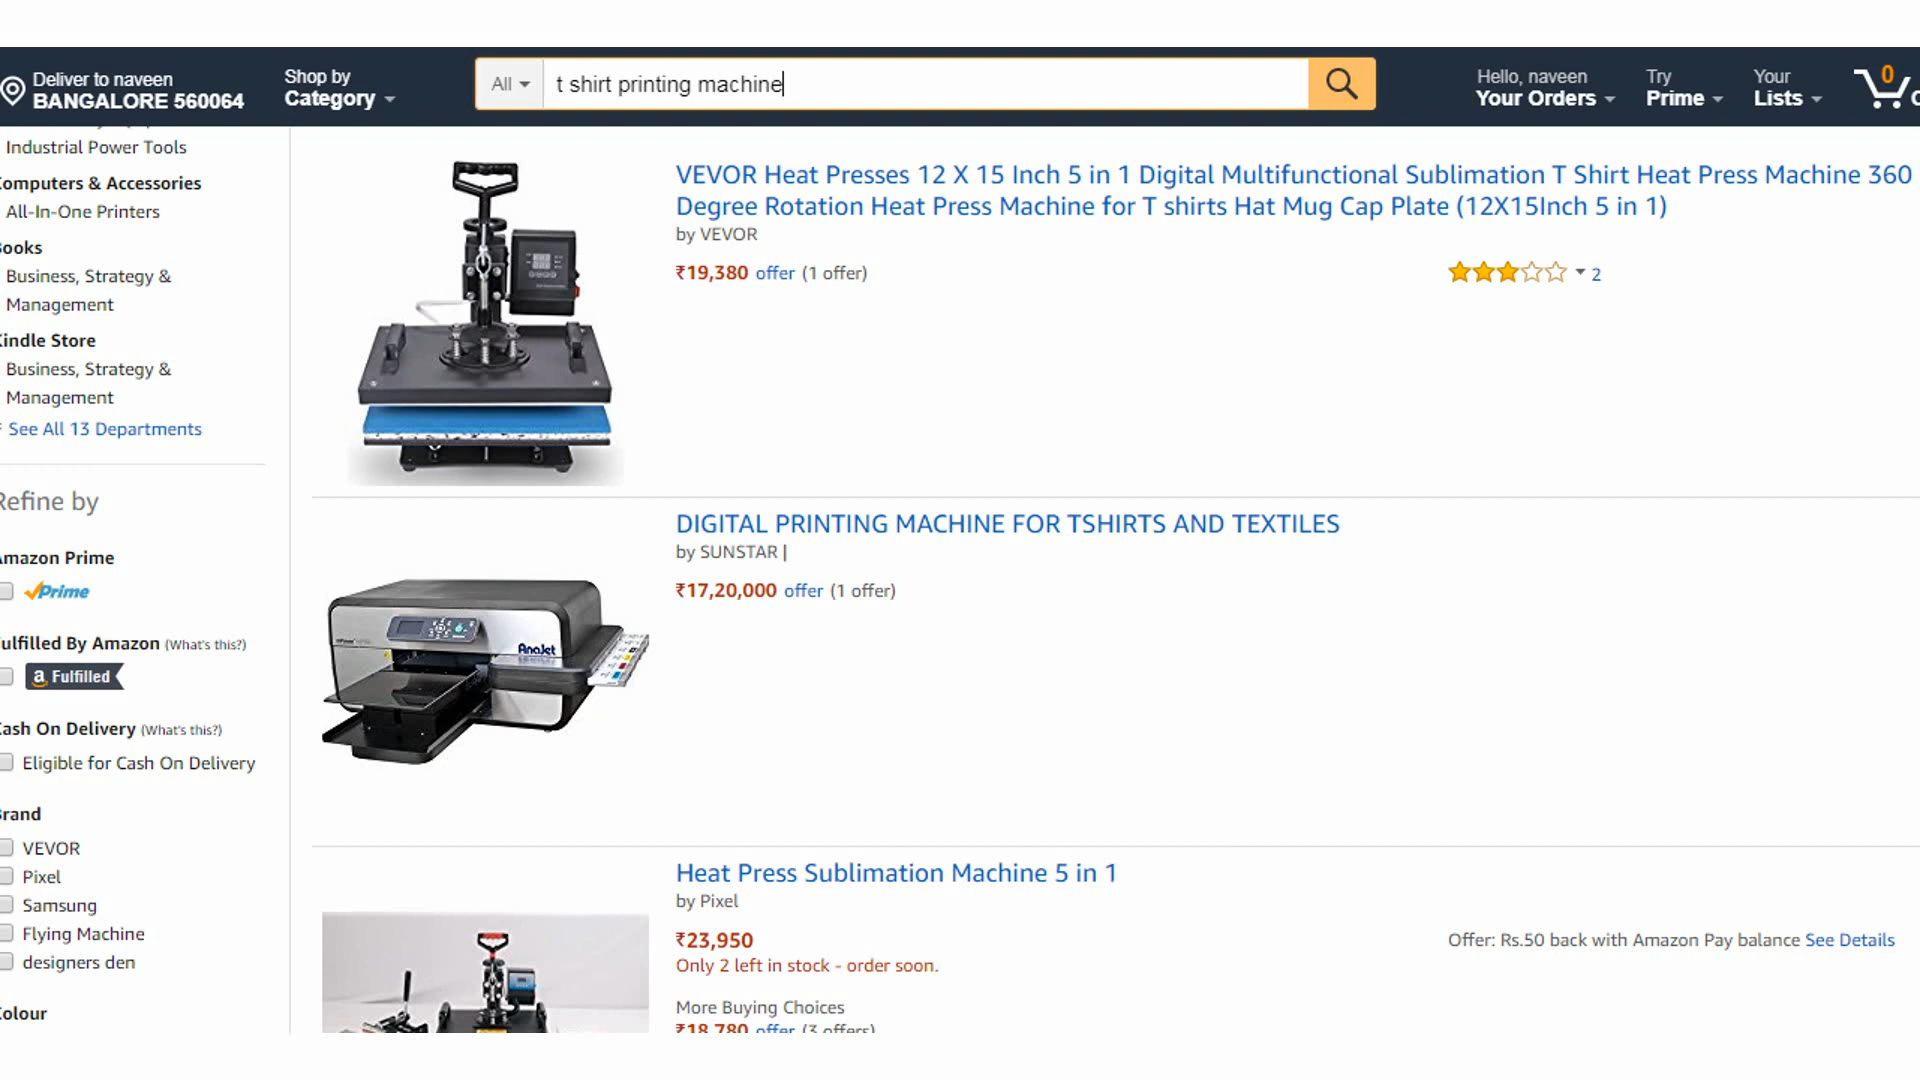 Deliver to naveen
BANGALORE 560064
Shop by
Category
All
t shirt printing machine
Hello, naveen
Your Orders
Try
Prime
Your
Lists
0
Industrial Power Tools
omputers & Accessories
All-In-One Printers
ooks
Business, Strategy &
Management
indle Store
Business, Strategy &
Management
See All 13 Departments
Refine by
mazon Prime
Prime
ulfilled By Amazon (What's this?)
a Fulfilled
ash On Delivery (What's this?)
Eligible for Cash On Delivery
rand
VEVOR
Pixel
Samsung
Flying Machine
designers den
olour
VEVOR Heat Presses 12 X 15 Inch 5 in 1 Digital Multifunctional Sublimation T Shirt Heat Press Machine 360
Degree Rotation Heat Press Machine for T shirts Hat Mug Cap Plate (12X15Inch 5 in 1)
by VEVOR
₹19,380 offer (1 offer)
2
DIGITAL PRINTING MACHINE FOR TSHIRTS AND TEXTILES
by SUNSTAR |
₹17,20,000 offer (1 offer)
AnaJet
Heat Press Sublimation Machine 5 in 1
by Pixel
₹23,950
Only 2 left in stock - order soon.
Offer: Rs.50 back with Amazon Pay balance See Details
More Buying Choices
₹18,780 offer (3 offers)